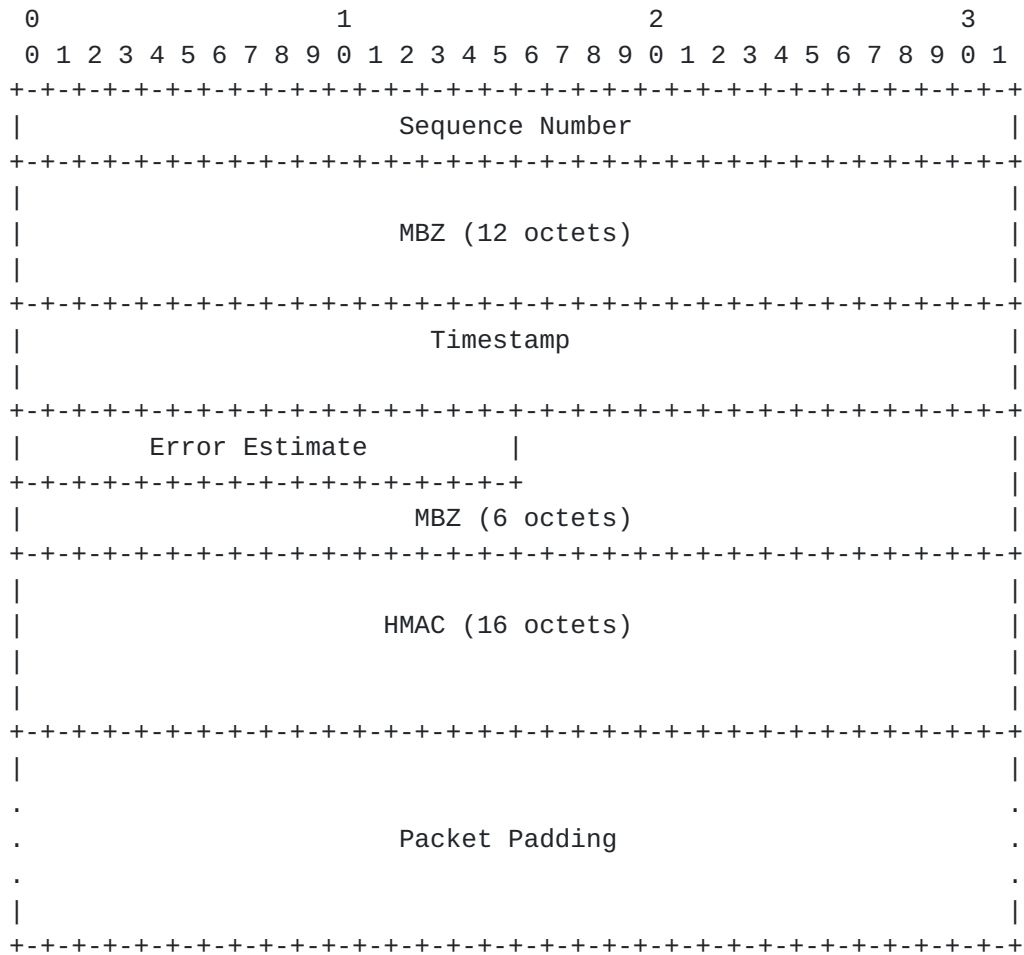 0                   1                   2                   3
 0 1 2 3 4 5 6 7 8 9 0 1 2 3 4 5 6 7 8 9 0 1 2 3 4 5 6 7 8 9 0 1
+-+-+-+-+-+-+-+-+-+-+-+-+-+-+-+-+-+-+-+-+-+-+-+-+-+-+-+-+-+-+-+-+
|                        Sequence Number                        |
+-+-+-+-+-+-+-+-+-+-+-+-+-+-+-+-+-+-+-+-+-+-+-+-+-+-+-+-+-+-+-+-+
|                                                               |
|                        MBZ (12 octets)                        |
|                                                               |
+-+-+-+-+-+-+-+-+-+-+-+-+-+-+-+-+-+-+-+-+-+-+-+-+-+-+-+-+-+-+-+-+
|                          Timestamp                            |
|                                                               |
+-+-+-+-+-+-+-+-+-+-+-+-+-+-+-+-+-+-+-+-+-+-+-+-+-+-+-+-+-+-+-+-+
|        Error Estimate         |                               |
+-+-+-+-+-+-+-+-+-+-+-+-+-+-+-+-+                               |
|                         MBZ (6 octets)                        |
+-+-+-+-+-+-+-+-+-+-+-+-+-+-+-+-+-+-+-+-+-+-+-+-+-+-+-+-+-+-+-+-+
|                                                               |
|                       HMAC (16 octets)                        |
|                                                               |
|                                                               |
+-+-+-+-+-+-+-+-+-+-+-+-+-+-+-+-+-+-+-+-+-+-+-+-+-+-+-+-+-+-+-+-+
|                                                               |
.                                                               .
.                        Packet Padding                         .
.                                                               .
|                                                               |
+-+-+-+-+-+-+-+-+-+-+-+-+-+-+-+-+-+-+-+-+-+-+-+-+-+-+-+-+-+-+-+-+